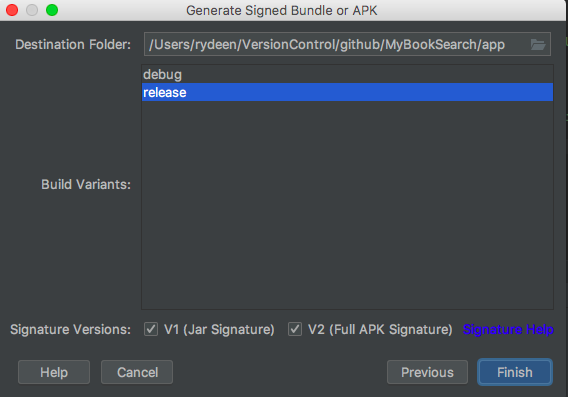 Generate Signed Bundle or APK
Destination Folder: /Users/rydeen/VersionControl/github/MyBookSearch/app
debug
release
Build Variants:
Signature Versions: V1 (Jar Signature) V2 (Full APK Signature) Signature Help
Help Cancel Previous Finish